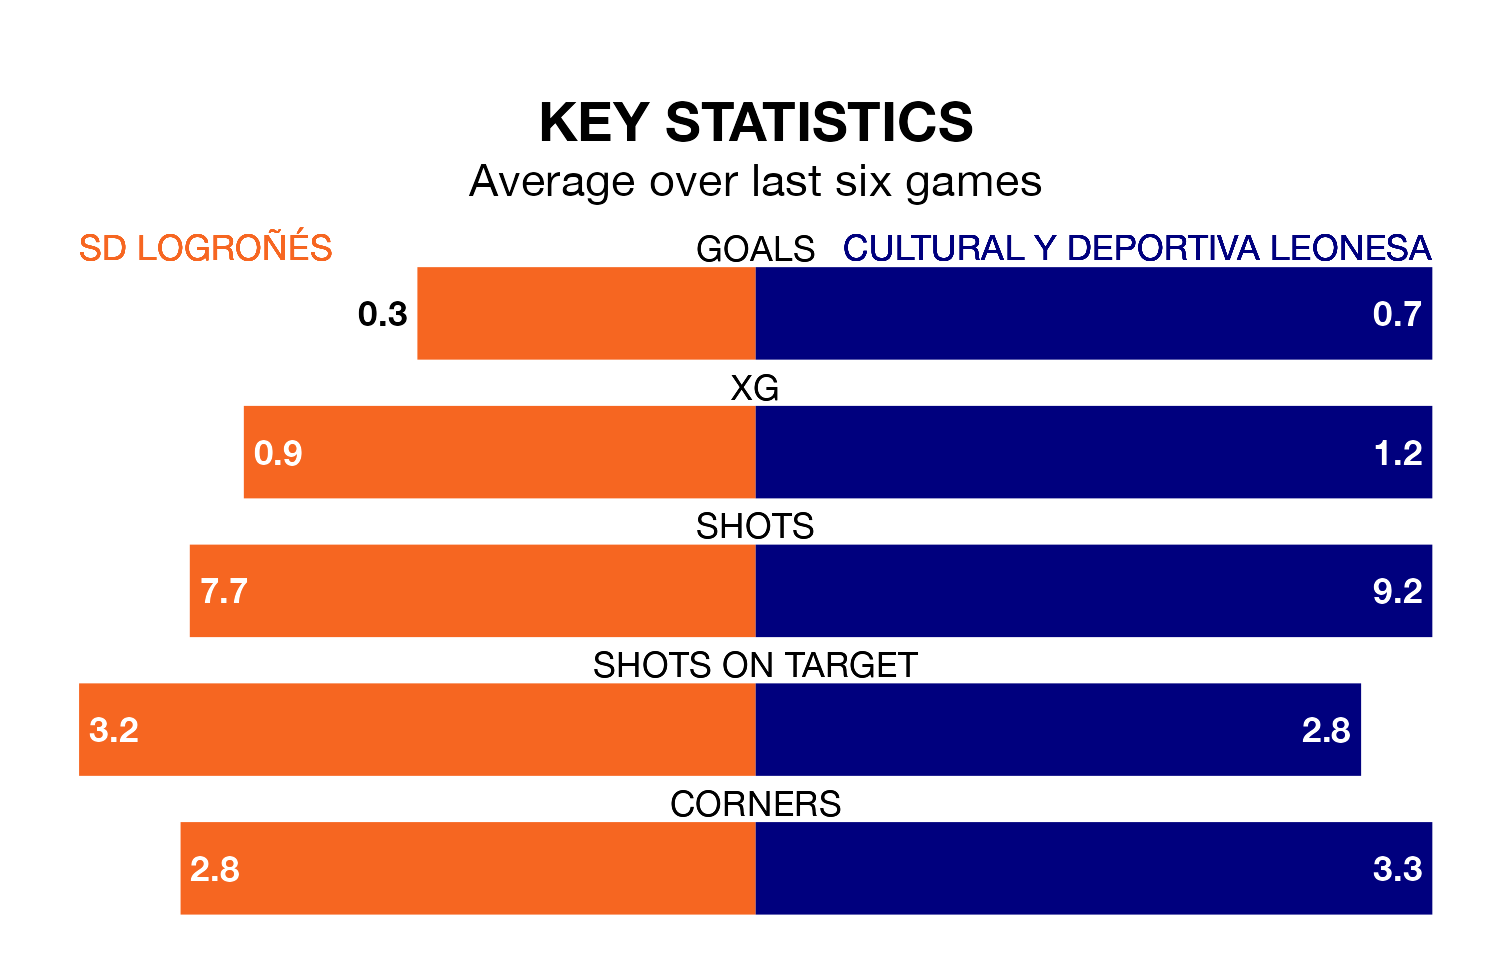 KEY STATISTICS
Average over last six games
SD LOGROÑÉS GOALS CULTURAL Y DEPORTIVA LEONESA
0.3 0.7
XG
0.9 1.2
SHOTS
7.7 9.2
SHOTS ON TARGET
3.2 2.8
CORNERS
2.8 3.3